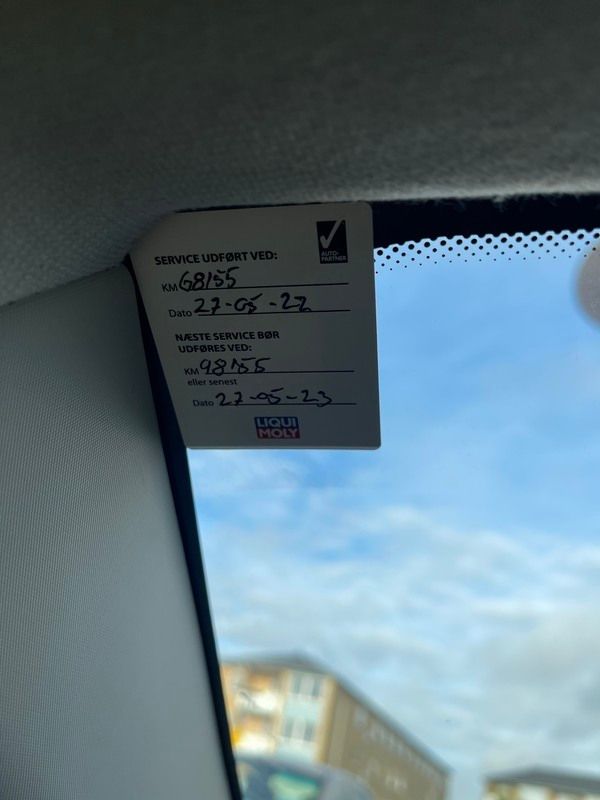 AUTO-
PARTNER
SERVICE UDFØRT VED:
KM 68155
Dato 27-05-22
NÆSTE SERVICE BØR
UDFØRES VED:
KM 98155
eller senest
Dato 27-05-23
LIQUI
MOLY